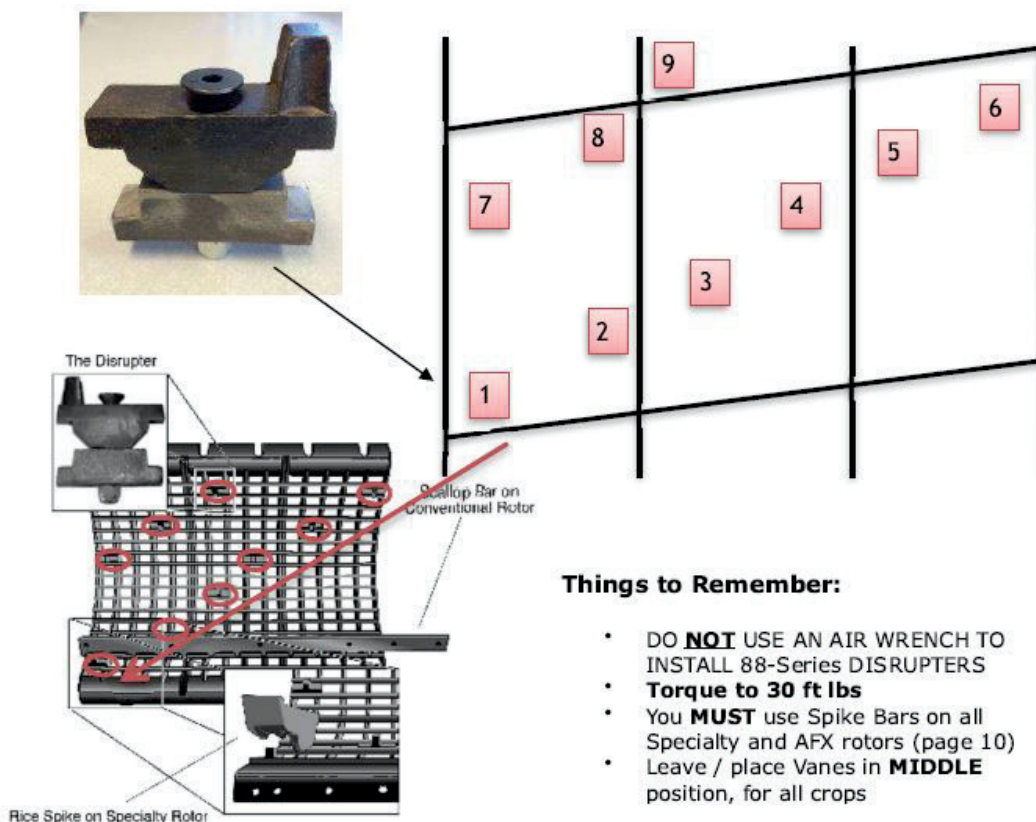 9
8
6
5
7
4
3
2
1
The Disrupter
Scallop Bar on
Conventional Rotor
Things to Remember:
• DO NOT USE AN AIR WRENCH TO
INSTALL 88-Series DISRUPTERS
• Torque to 30 ft lbs
• You MUST use Spike Bars on all
Specialty and AFX rotors (page 10)
• Leave / place Vanes in MIDDLE
position, for all crops
Rice Spike on Specialty Rotor